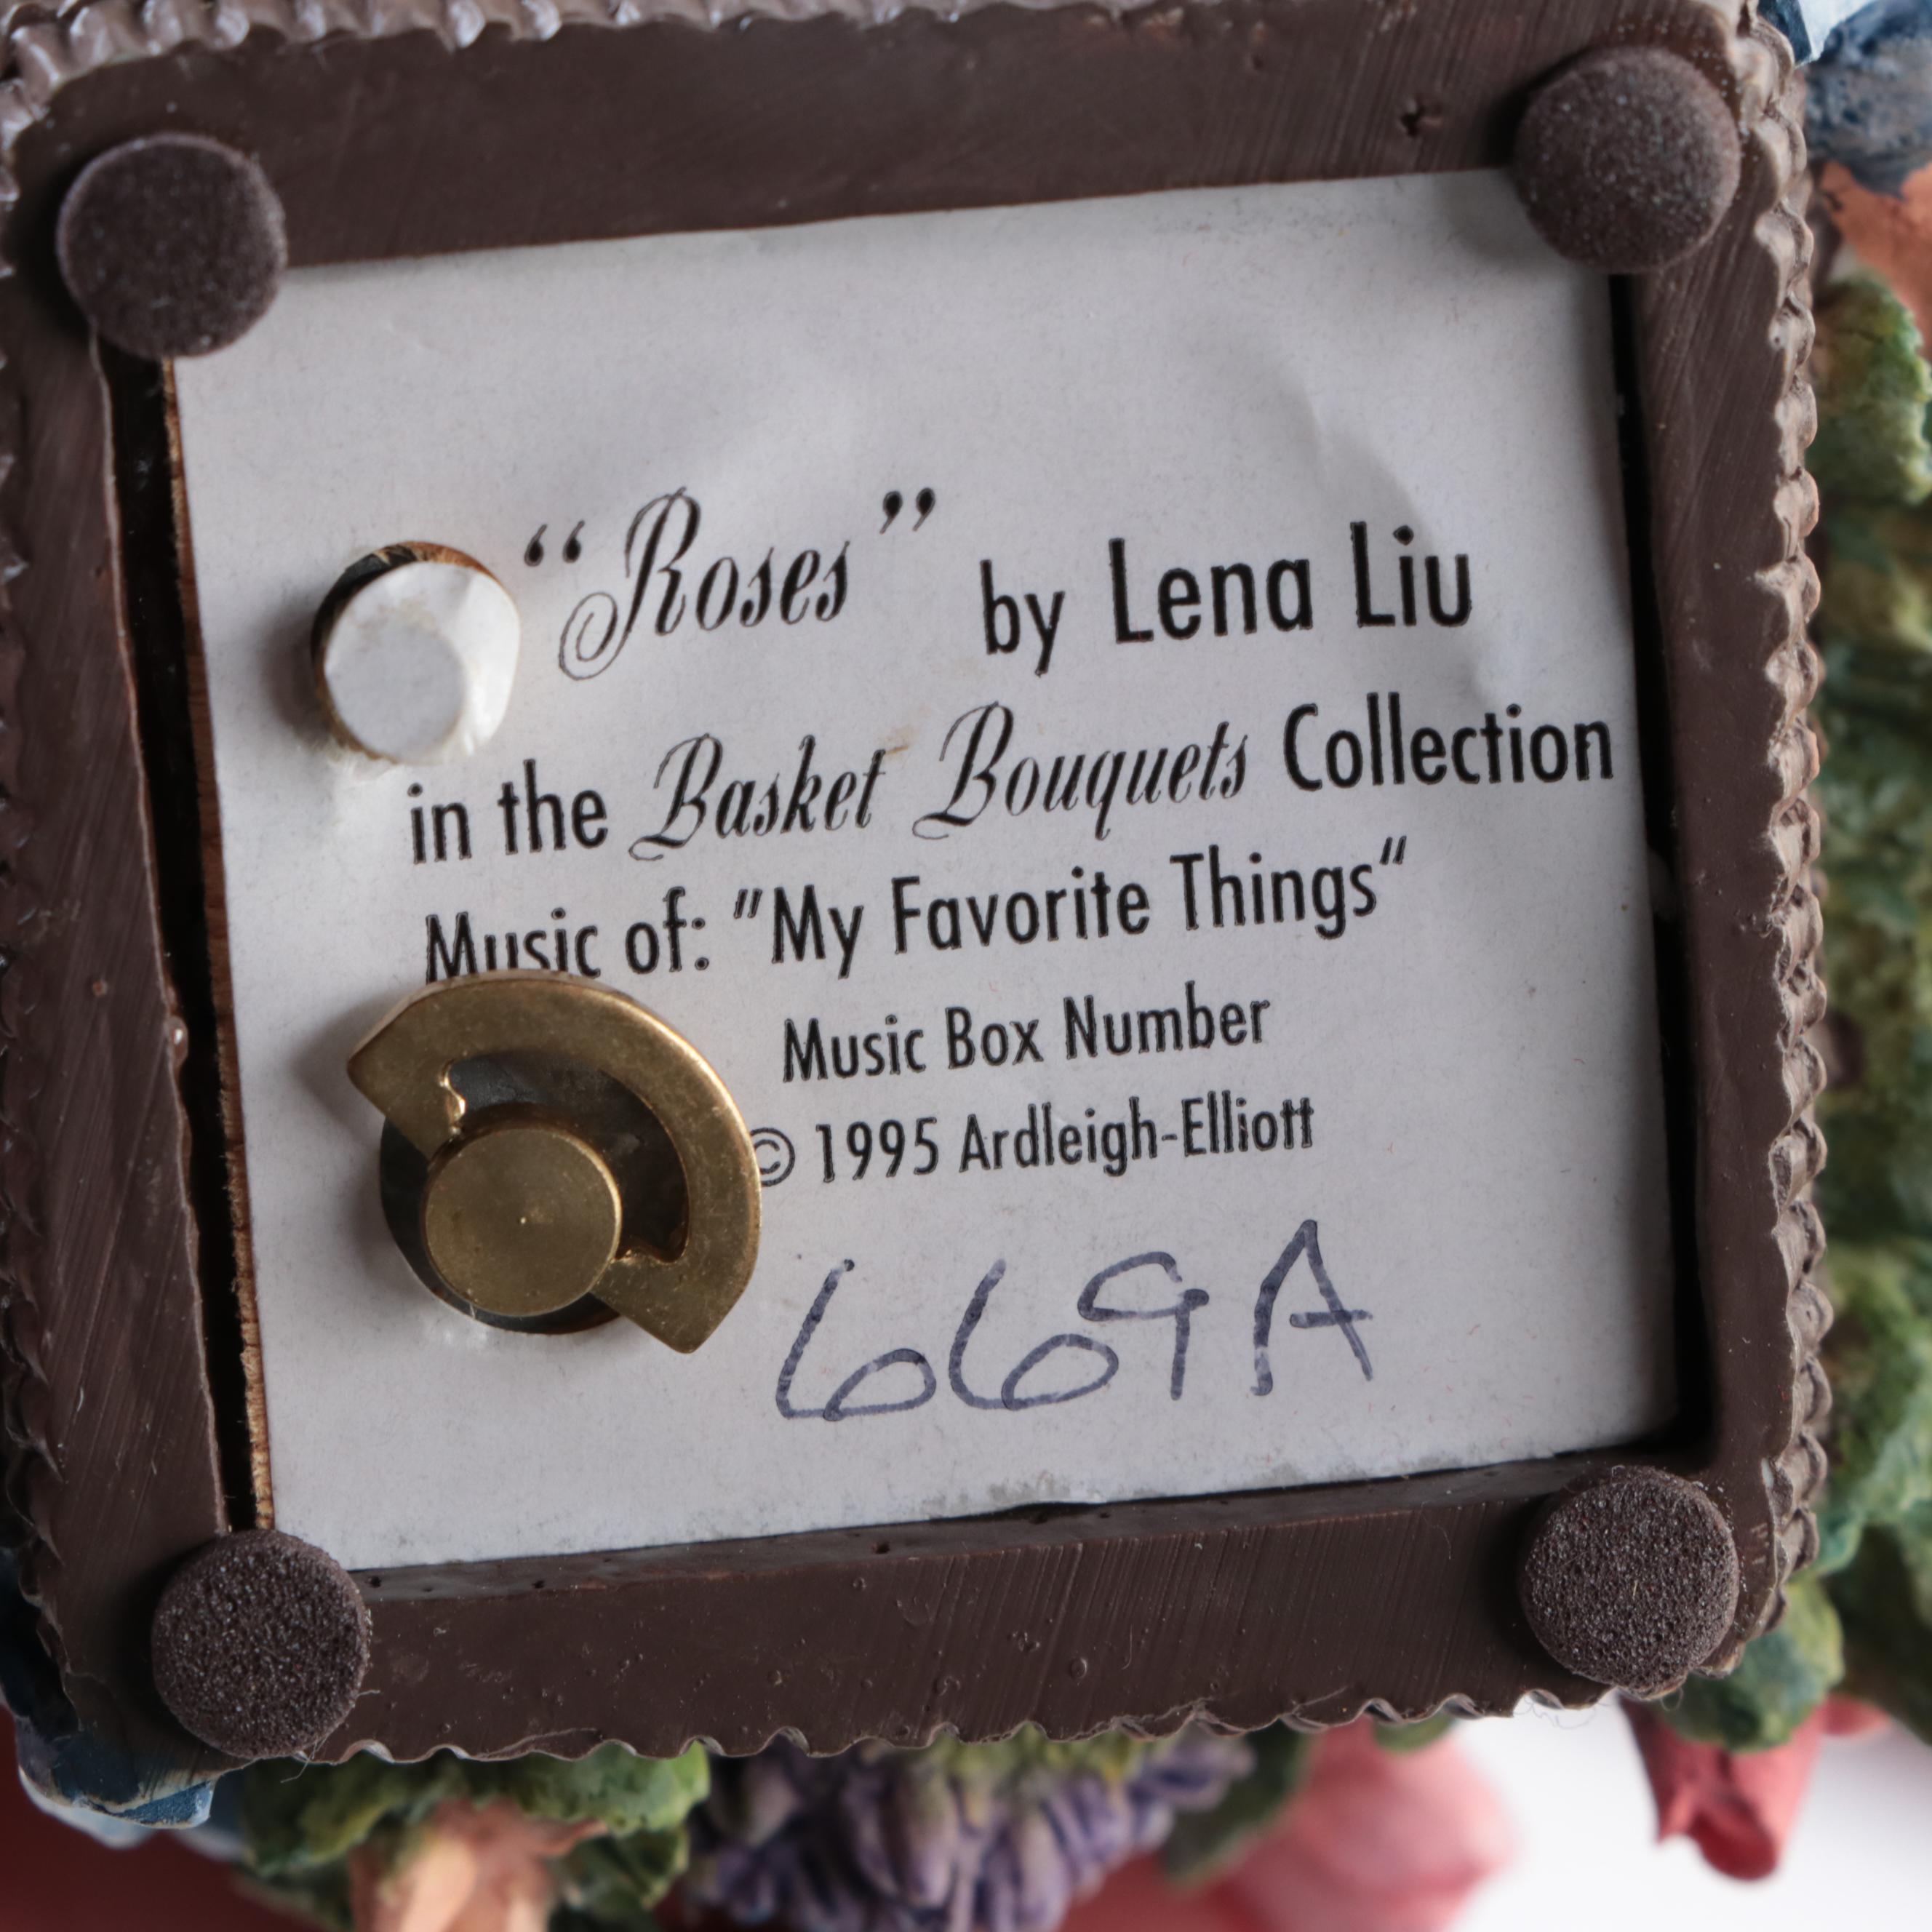 “Roses” by Lena Liu
in the Basket Bouquets Collection
Music of: "My Favorite Things“
Music Box Number
© 1995 Ardleigh-Elliott
669A